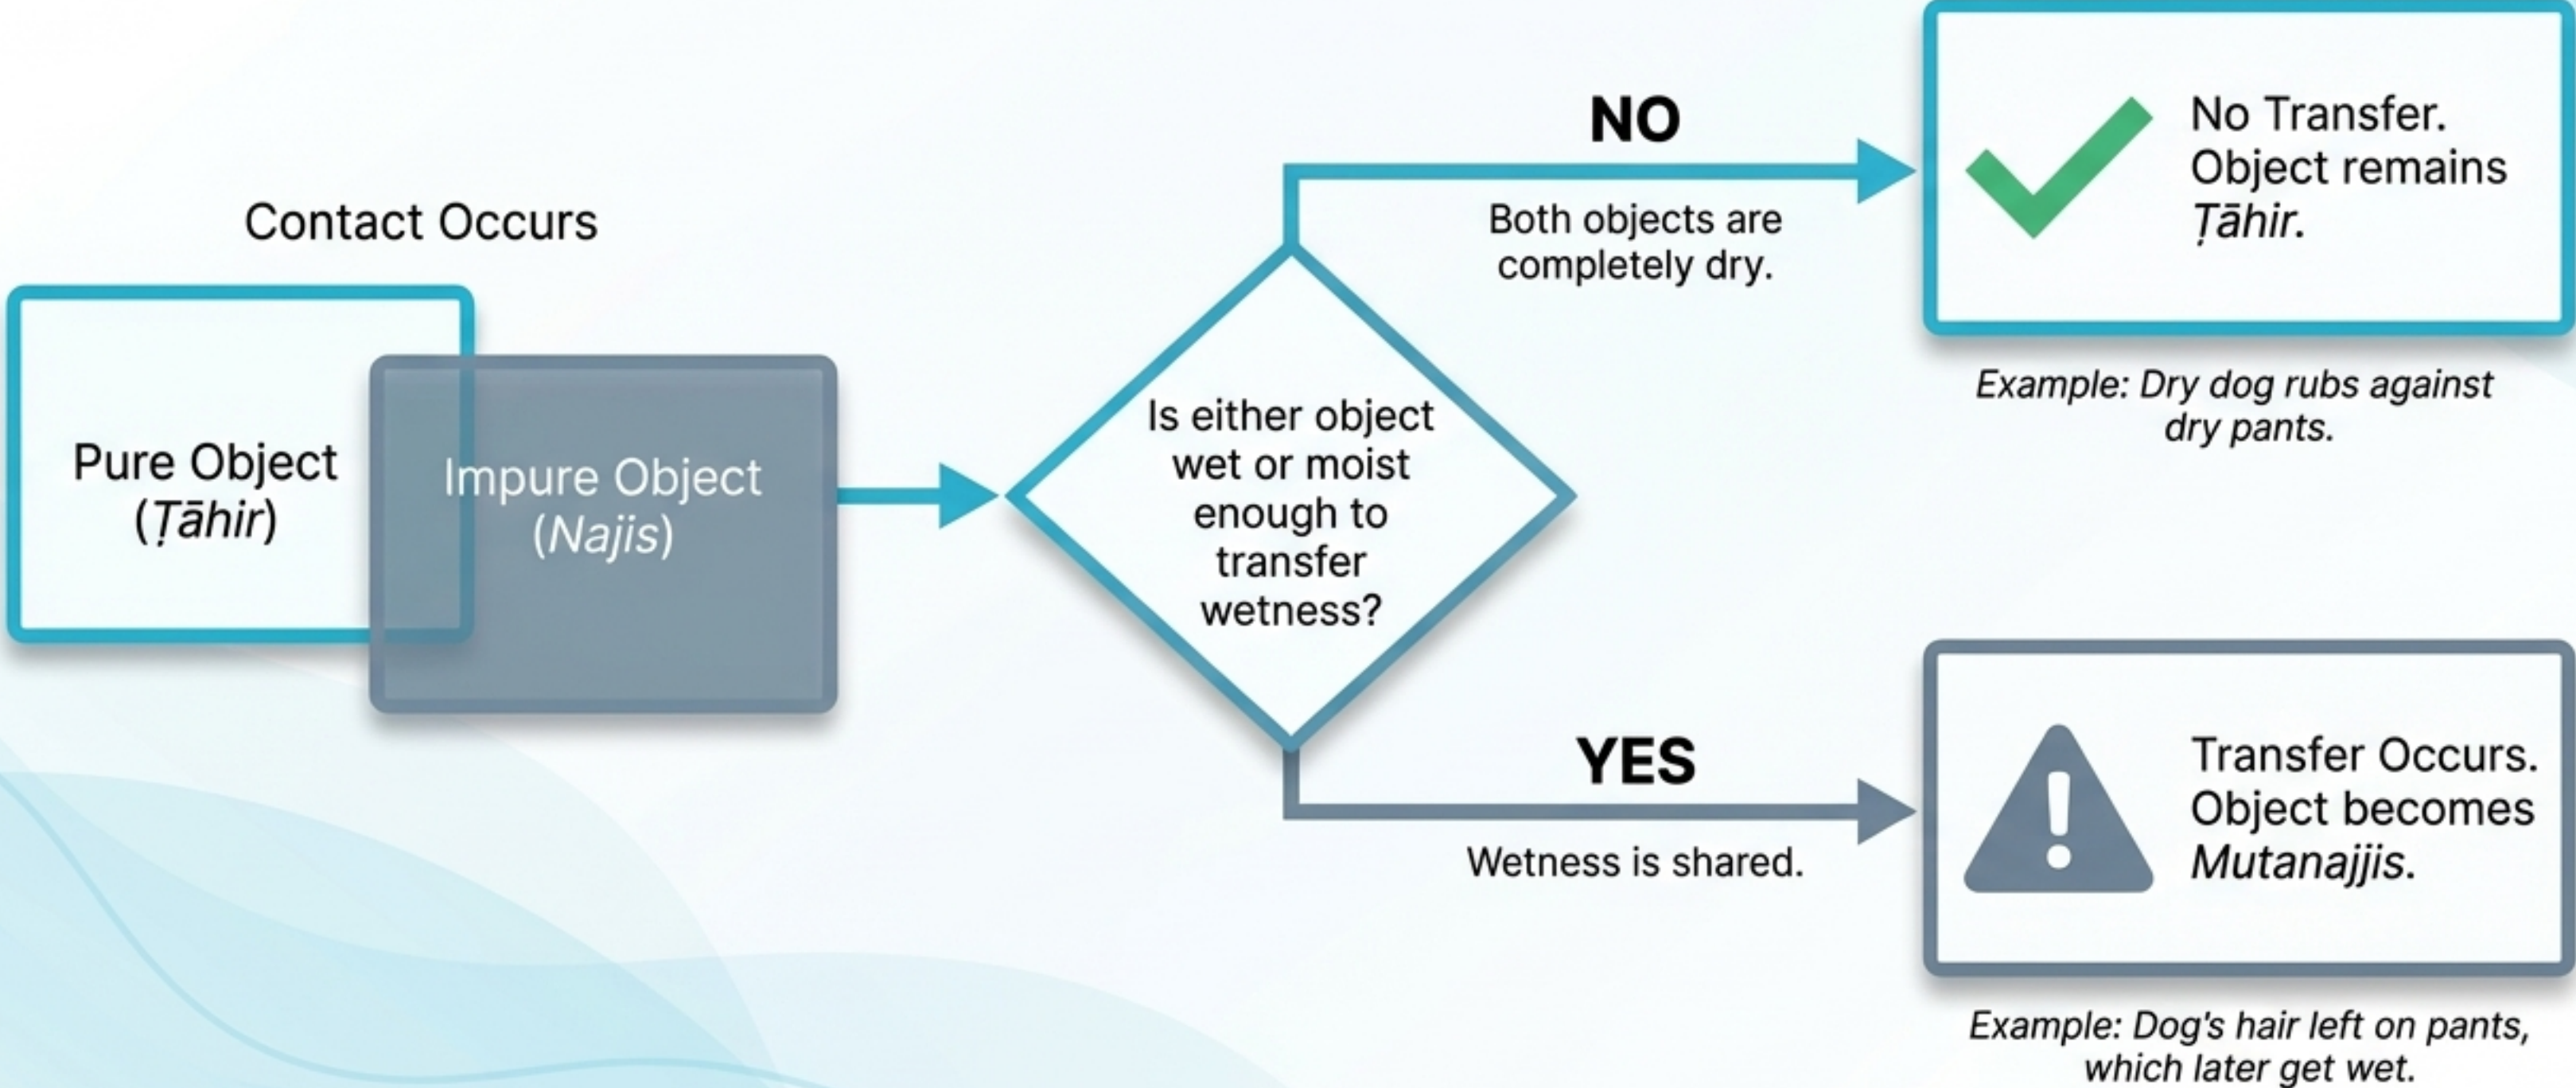 Contact Occurs
Pure Object
(Ṭāhir)
Impure Object
(Najis)
Is either object
wet or moist
enough to
transfer
wetness?
NO
Both objects are
completely dry.
No Transfer.
Object remains
Ṭāhir.
Example: Dry dog rubs against
dry pants.
YES
Wetness is shared.
Transfer Occurs.
Object becomes
Mutanajjis.
Example: Dog's hair left on pants,
which later get wet.